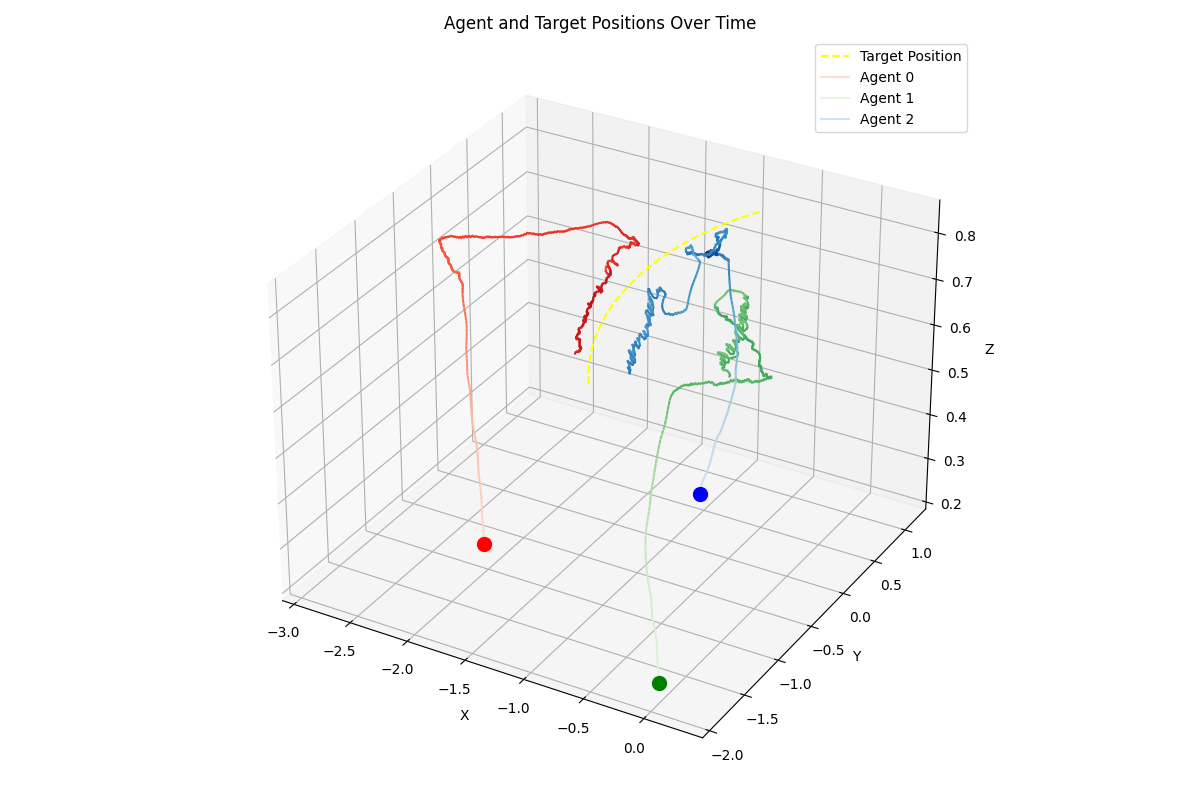 Agent and Target Positions Over Time
Target Position
Agent 0
Agent 1
Agent 2
0.8
0.7
0.6
Z
0.5
0.4
0.3
0.2
1.0
0.5
0.0
−0.5
Y
−1.0
−1.5
−2.0
−3.0
−2.5
−2.0
−1.5
X
−1.0
−0.5
0.0